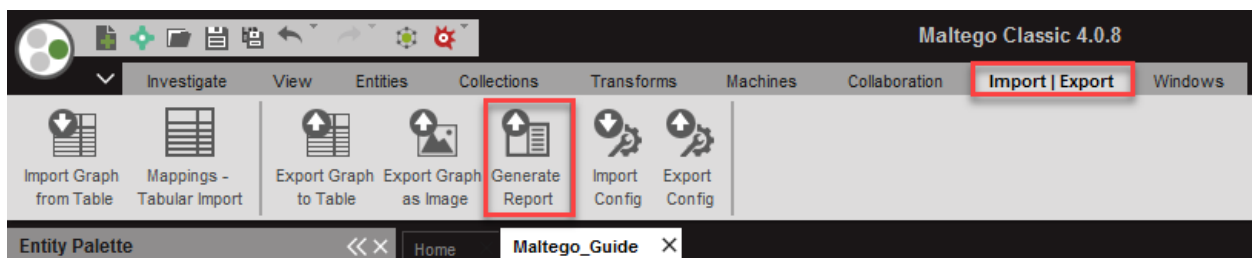 Maltego Classic 4.0.8
Investigate View Entities Collections Transforms Machines Collaboration Import | Export Windows
Import Graph from Table
Mappings - Tabular Import
Export Graph to Table
Export Graph as Image
Generate Report
Import Config
Export Config
Entity Palette
Home
Maltego_Guide